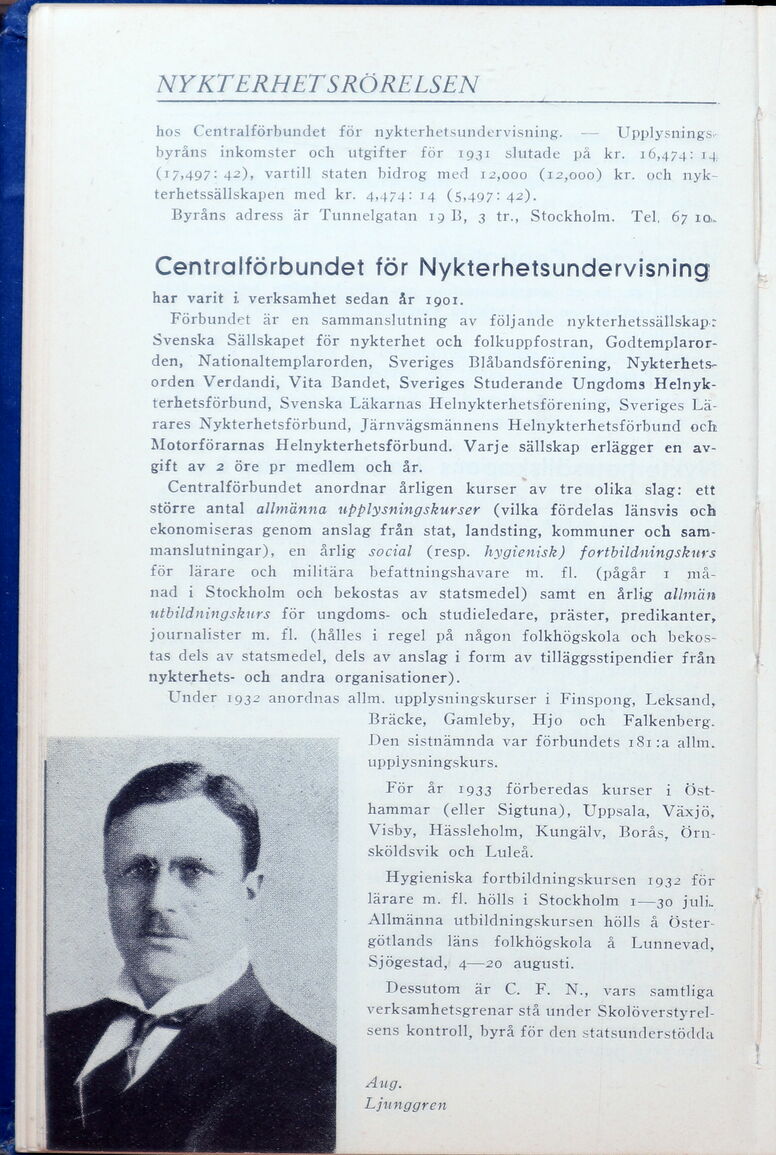 NYKTERHETSRÖRELSEN
hos Centralförbundet för nykterhetsundervisning. — Upplysnings-
byråns inkomster och utgifter för 1931 slutade på kr. 16,474: 14
(17,497: 42), vartill staten bidrog med 12,000 (12,000) kr. och nyk-
terhetssällskapen med kr. 4,474: 14 (5,497: 42).
Byråns adress är Tunnelgatan 19 B, 3 tr., Stockholm. Tel. 67 10.
Centralförbundet för Nykterhetsundervisning
har varit i verksamhet sedan år 1901.
Förbundet är en sammanslutning av följande nykterhetssällskap:
Svenska Sällskapet för nykterhet och folkuppfostran, Godtemplaror-
den, Nationaltemplarorden, Sveriges Blåbandsförening, Nykterhets-
orden Verdandi, Vita Bandet, Sveriges Studerande Ungdoms Helnyk-
terhetsförbund, Svenska Läkarnas Helnykterhetsförening, Sveriges Lä-
rares Nykterhetsförbund, Järnvägsmännens Helnykterhetsförbund och
Motorförarnas Helnykterhetsförbund. Varje sällskap erlägger en av-
gift av 2 öre pr medlem och år.
Centralförbundet anordnar årligen kurser av tre olika slag: ett
större antal allmänna upplysningskurser (vilka fördelas länsvis och
ekonomiseras genom anslag från stat, landsting, kommuner och sam-
manslutningar), en årlig social (resp. hygienisk) fortbildningskurs
för lärare och militära befattningshavare m. fl. (pågår 1 må-
nad i Stockholm och bekostas av statsmedel) samt en årlig allmän
utbildningskurs för ungdoms- och studieledare, präster, predikanter,
journalister m. fl. (hålles i regel på någon folkhögskola och bekos-
tas dels av statsmedel, dels av anslag i form av tilläggsstipendier från
nykterhets- och andra organisationer).
Under 1932 anordnas allm. upplysningskurser i Finspong, Leksand,
Bräcke, Gamleby, Hjo och Falkenberg.
Den sistnämnda var förbundets 181:a allm.
upplysningskurs.
För år 1933 förberedas kurser i Öst-
hammar (eller Sigtuna), Uppsala, Växjö,
Visby, Hässleholm, Kungälv, Borås, Örn-
sköldsvik och Luleå.
Hygieniska fortbildningskursen 1932 för
lärare m. fl. hölls i Stockholm 1—30 juli.
Allmänna utbildningskursen hölls å Öster-
götlands läns folkhögskola å Lunnevad,
Sjögestad, 4—20 augusti.
Dessutom är C. F. N., vars samtliga
verksamhetsgrenar stå under Skolöverstyrel-
sens kontroll, byrå för den statsunderstödda
Aug.
Ljunggren